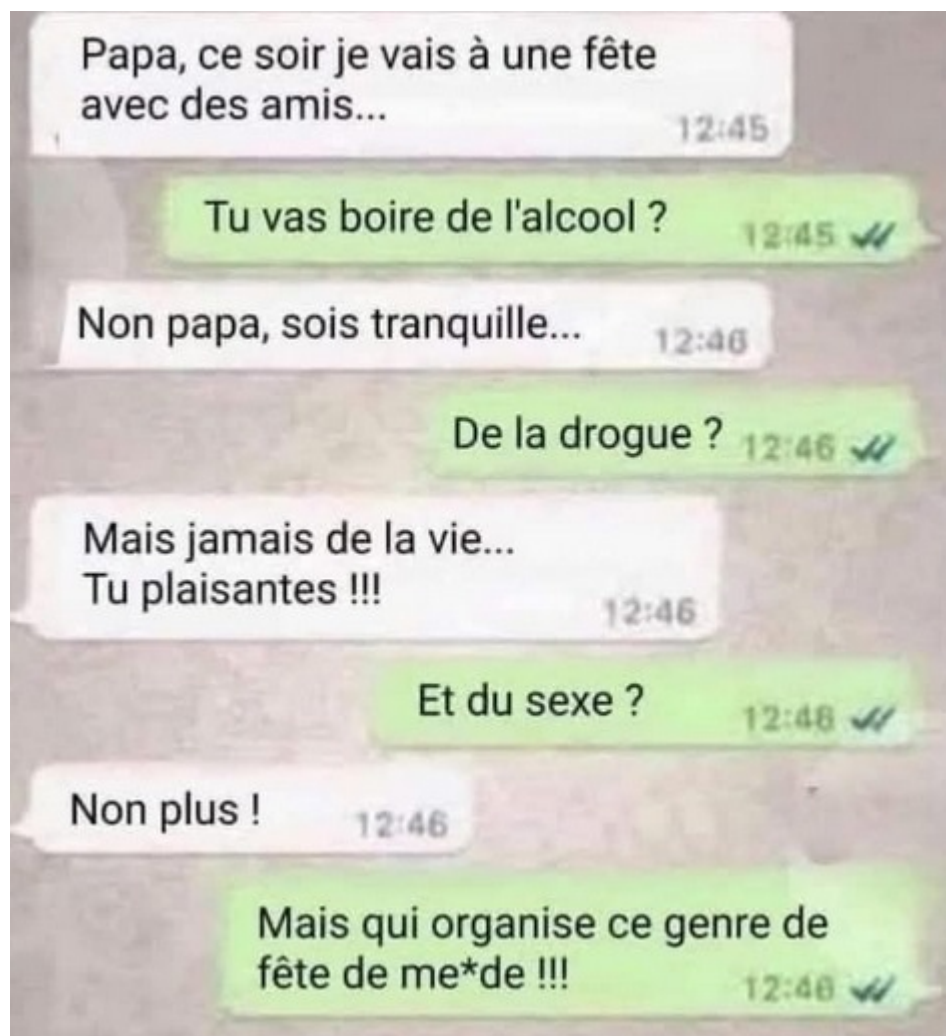 Papa, ce soir je vais à une fête
avec des amis...
12:45
Tu vas boire de l'alcool ?
12:45
Non papa, sois tranquille...
12:46
De la drogue ?
12:46
Mais jamais de la vie...
Tu plaisantes !!!
12:46
Et du sexe ?
12:46
Non plus !
12:46
Mais qui organise ce genre de
fête de me*de !!!
12:46